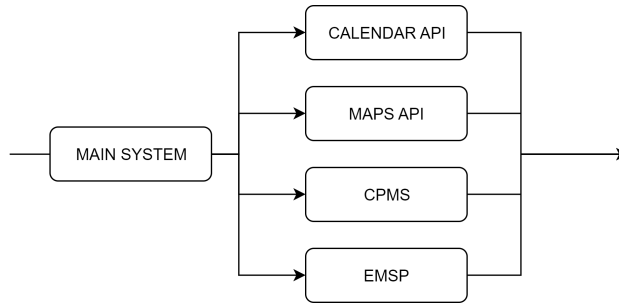 CALENDAR API
MAPS API
MAIN SYSTEM
CPMS
EMSP